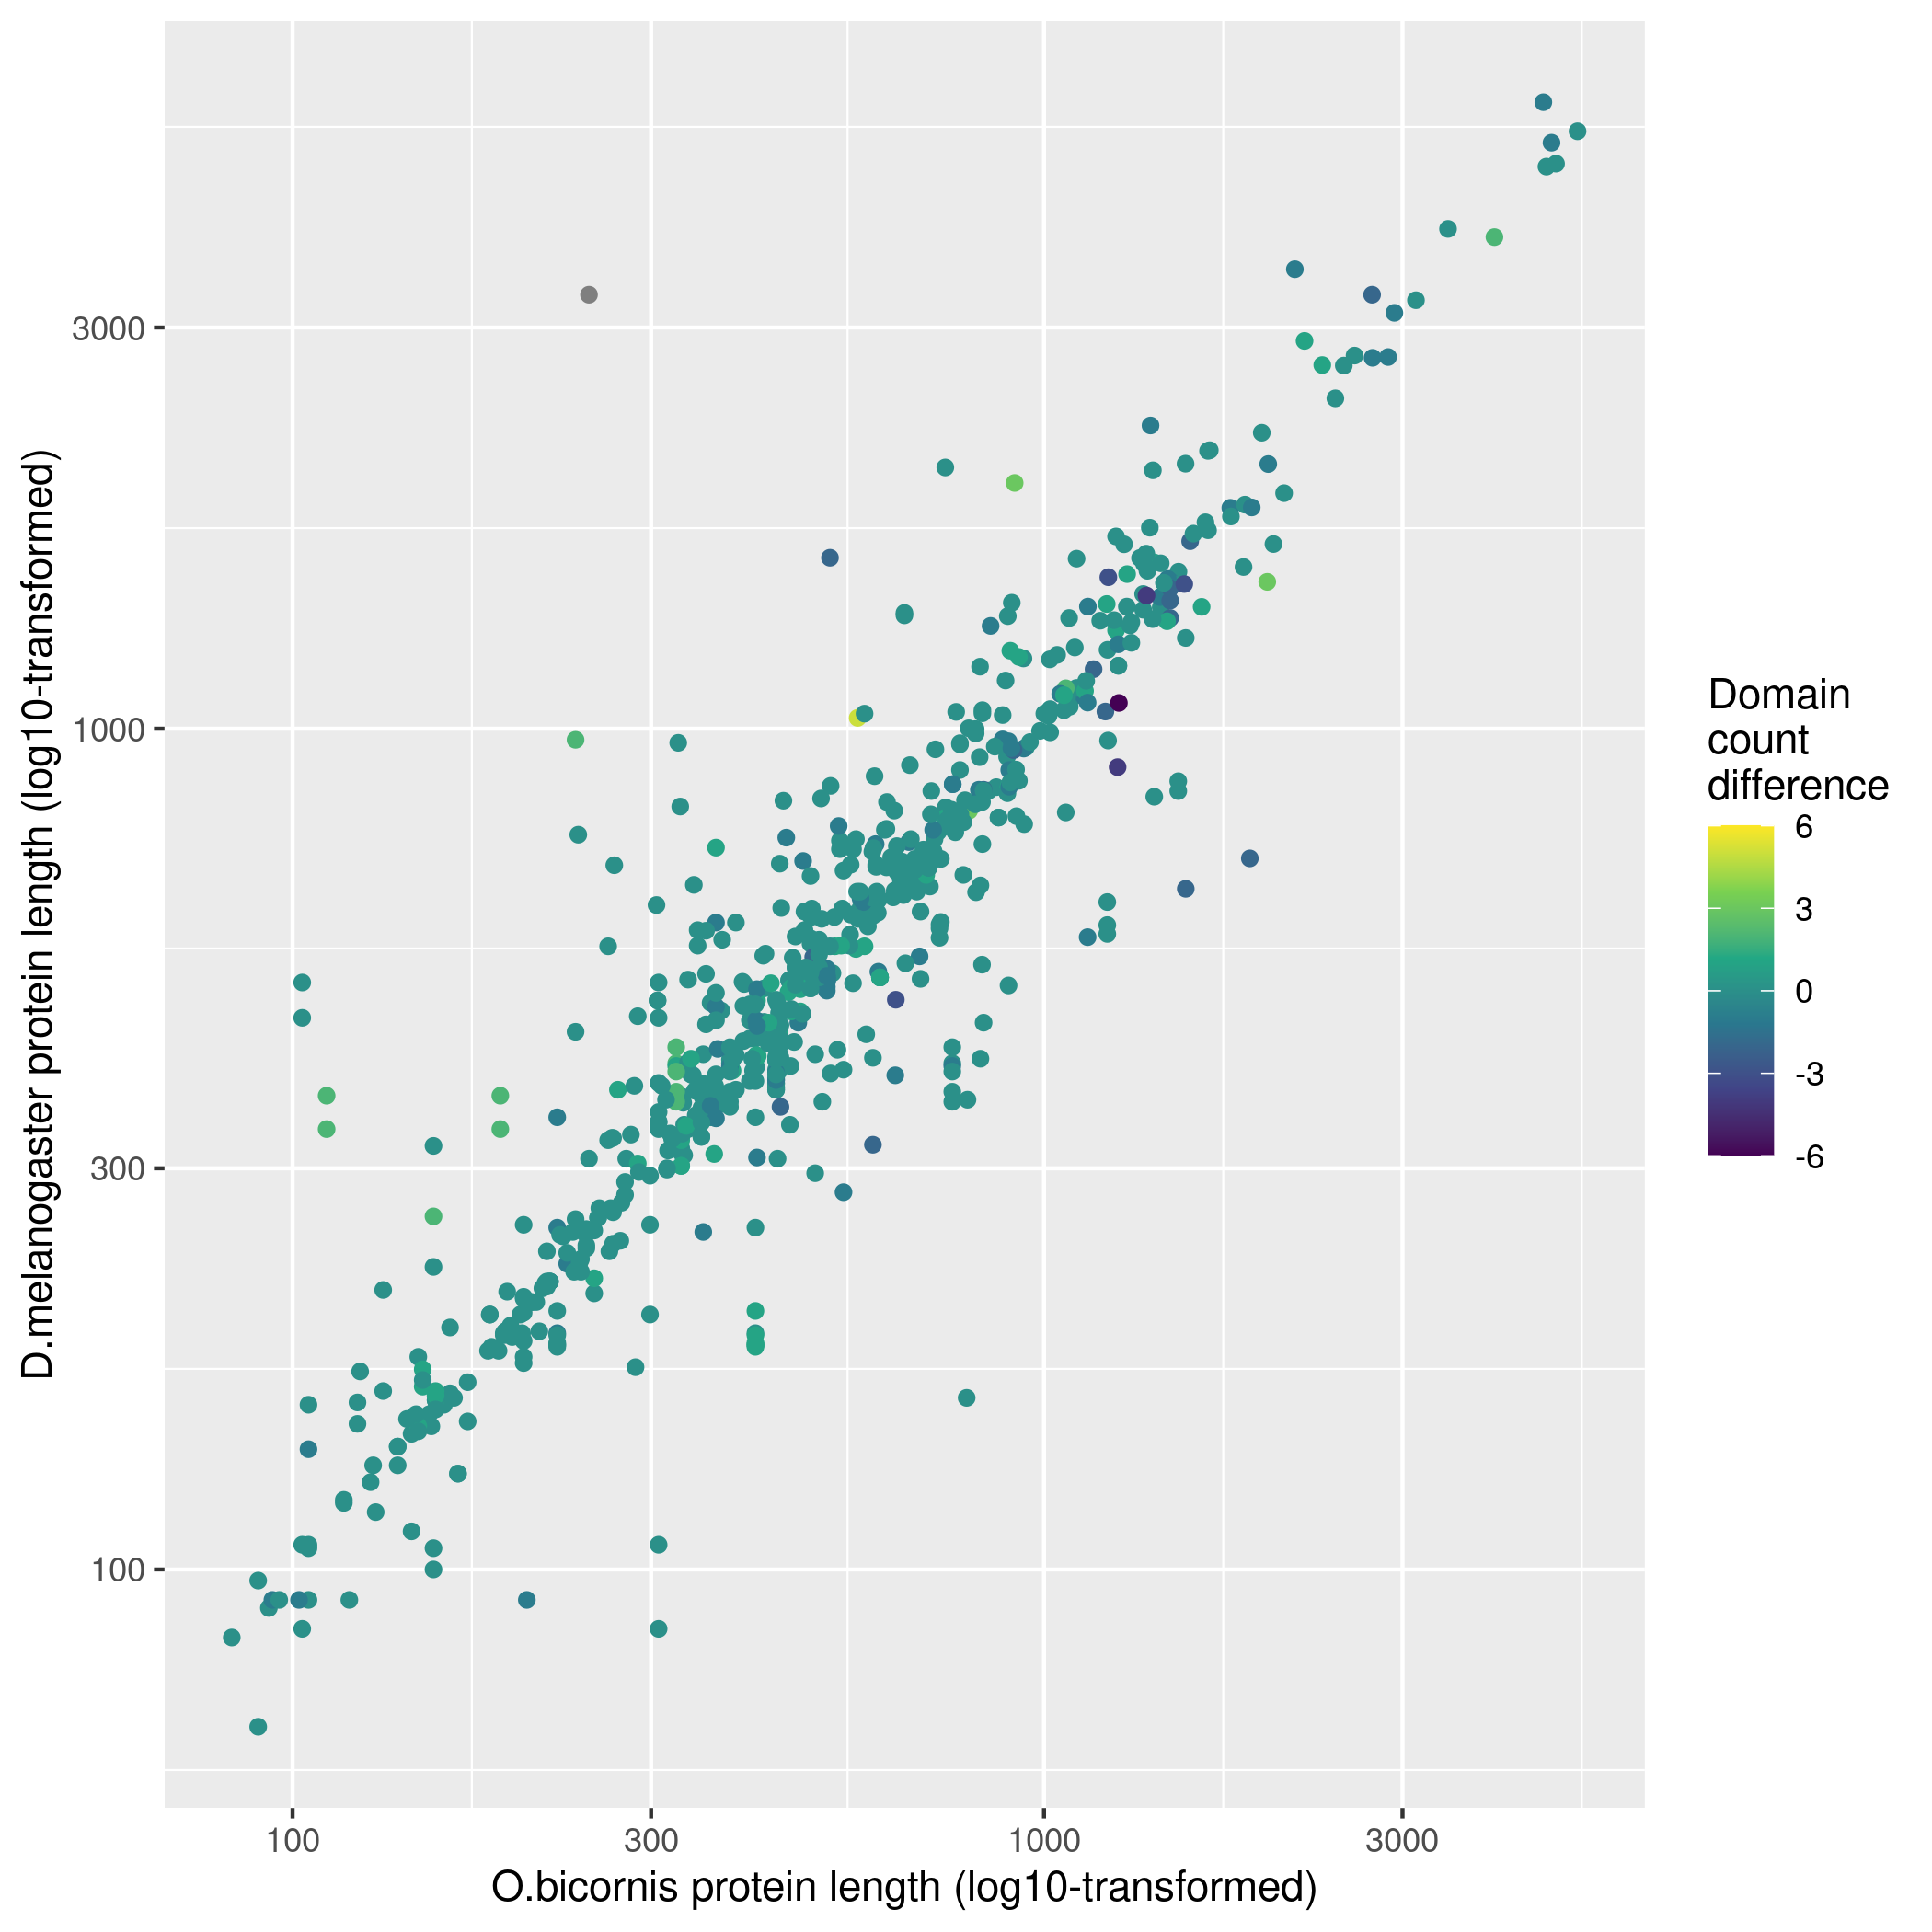 D.melanogaster protein length (log10-transformed)
3000
1000
300
100
100
300
1000
3000
O.bicornis protein length (log10-transformed)
Domain
count
difference
6
3
0
-3
-6